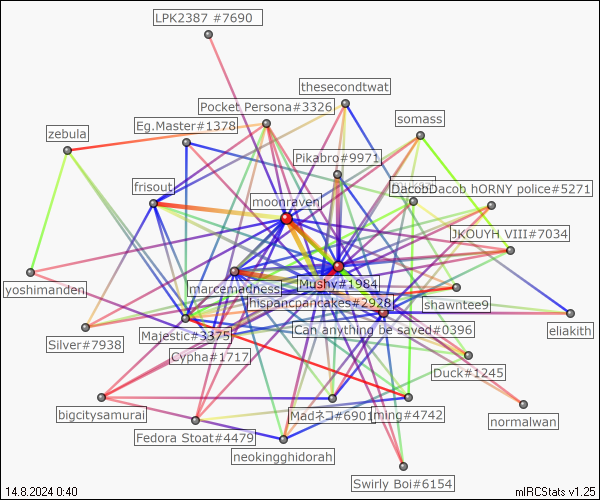 LPK2387 #7690
thesecondtwat
Pocket Persona#3326
somass
Eg.Master#1378
zebula
Pikabro#9971
frisout
DacobDacob hORNY police#5271
moonraven
JKOUYH_VIII#7034
Mushy#1984
marcemadness
yoshimanden
hispancpancakes#2928
shawntee9
eliakith
Can anything be saved#0396
Majestic#3375
Silver#7938
Cypha#1717
Duck#1245
bigcitysamurai
Madネコ#6901
ming#4742
normalwan
Fedora Stoat#4479
neokingghidorah
Swirly Boi#6154
14.8.2024 0:40
mIRCStats v1.25